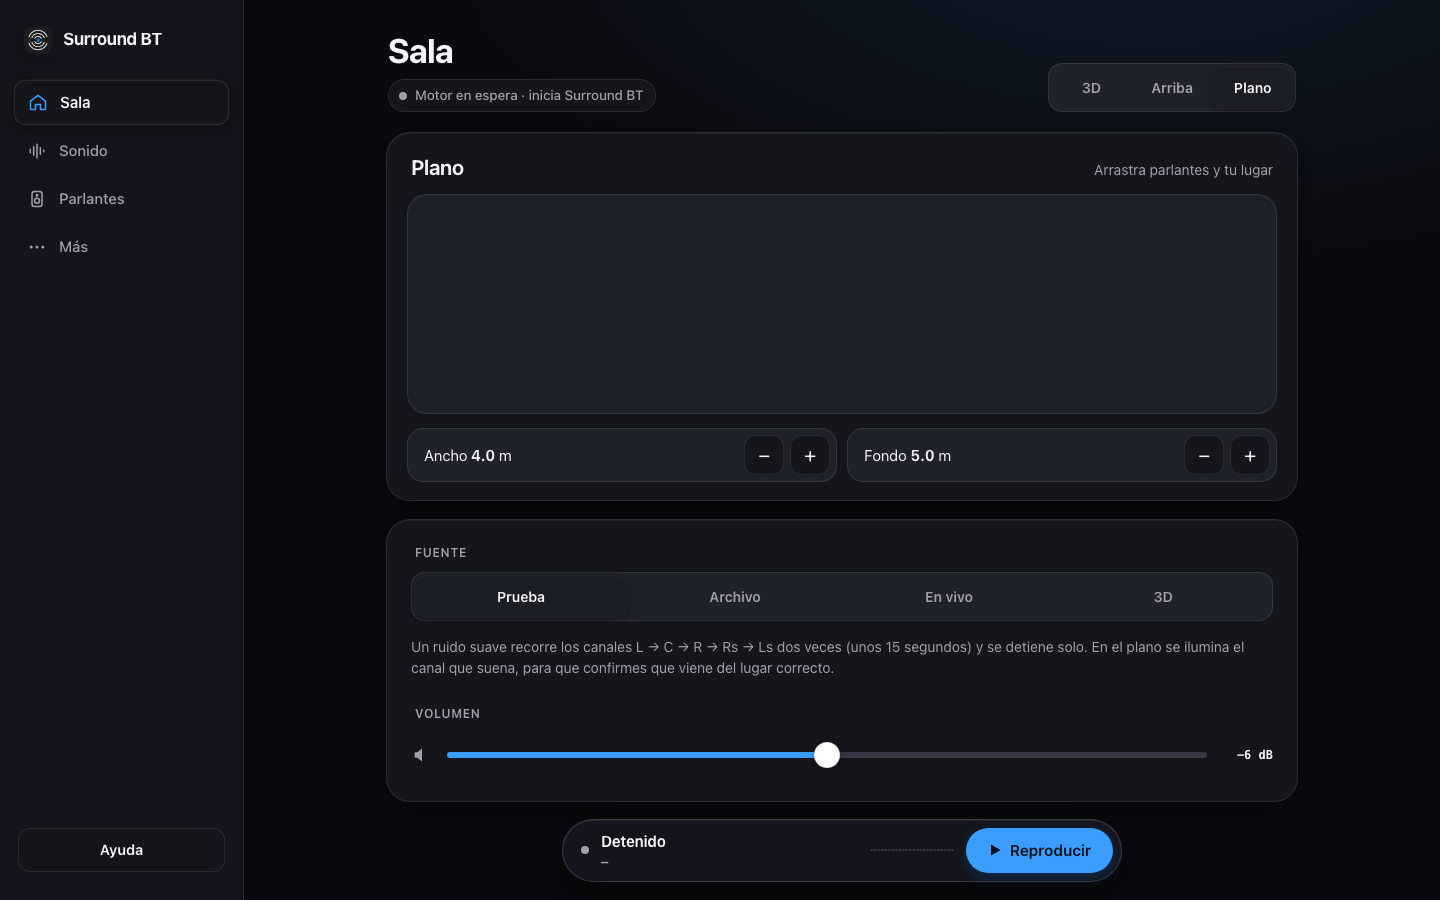 Surround BT
Sala
Sonido
Parlantes
Más
Ayuda
Sala
Motor en espera · inicia Surround BT
3D
Arriba
Plano
Plano
Arrastra parlantes y tu lugar
Ancho 4.0 m
−
+
Fondo 5.0 m
−
+
FUENTE
Prueba
Archivo
En vivo
3D
Un ruido suave recorre los canales L → C → R → Rs → Ls dos veces (unos 15 segundos) y se detiene solo. En el plano se ilumina el
canal que suena, para que confirmes que viene del lugar correcto.
VOLUMEN
−6 dB
Detenido
–
Reproducir